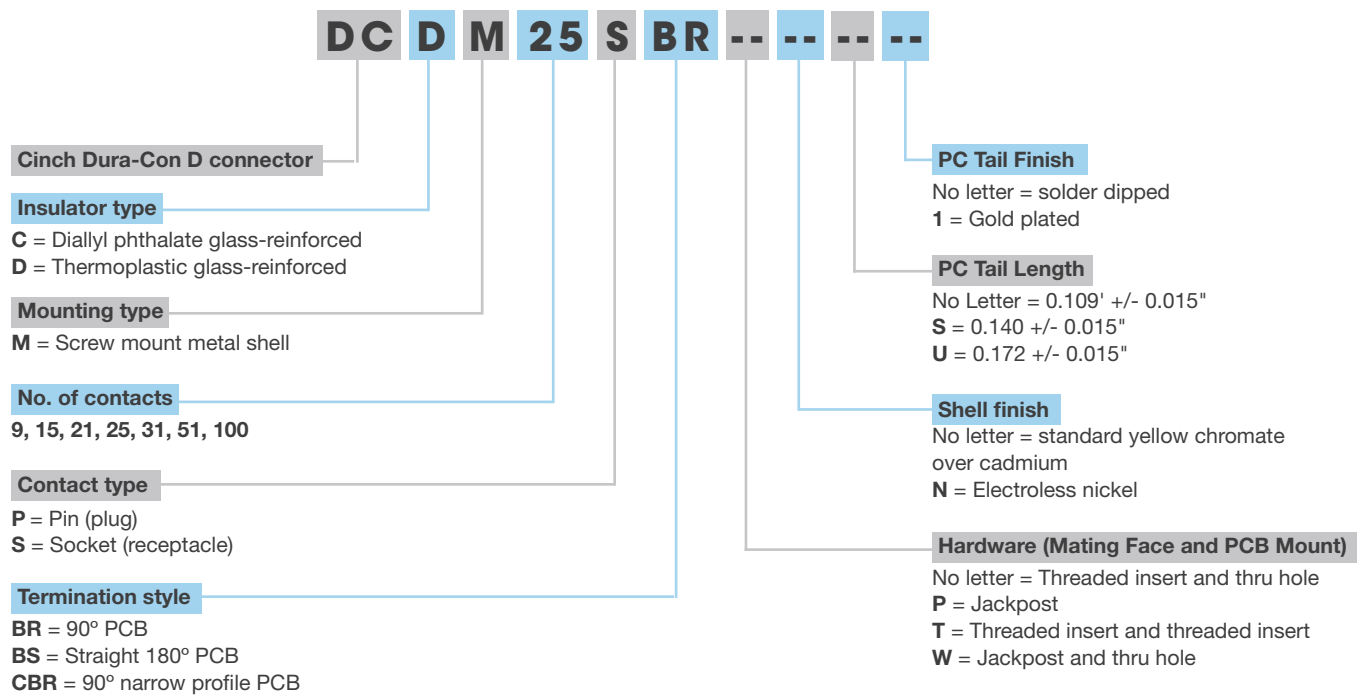 DC D M 25 S BR -- -- -- --
Cinch Dura-Con D connector
Insulator type
C = Diallyl phthalate glass-reinforced
D = Thermoplastic glass-reinforced
Mounting type
M = Screw mount metal shell
No. of contacts
9, 15, 21, 25, 31, 51, 100
Contact type
P = Pin (plug)
S = Socket (receptacle)
Termination style
BR = 90º PCB
BS = Straight 180º PCB
CBR = 90º narrow profile PCB
PC Tail Finish
No letter = solder dipped
1 = Gold plated
PC Tail Length
No Letter = 0.109' +/- 0.015"
S = 0.140 +/- 0.015"
U = 0.172 +/- 0.015"
Shell finish
No letter = standard yellow chromate
over cadmium
N = Electroless nickel
Hardware (Mating Face and PCB Mount)
No letter = Threaded insert and thru hole
P = Jackpost
T = Threaded insert and threaded insert
W = Jackpost and thru hole